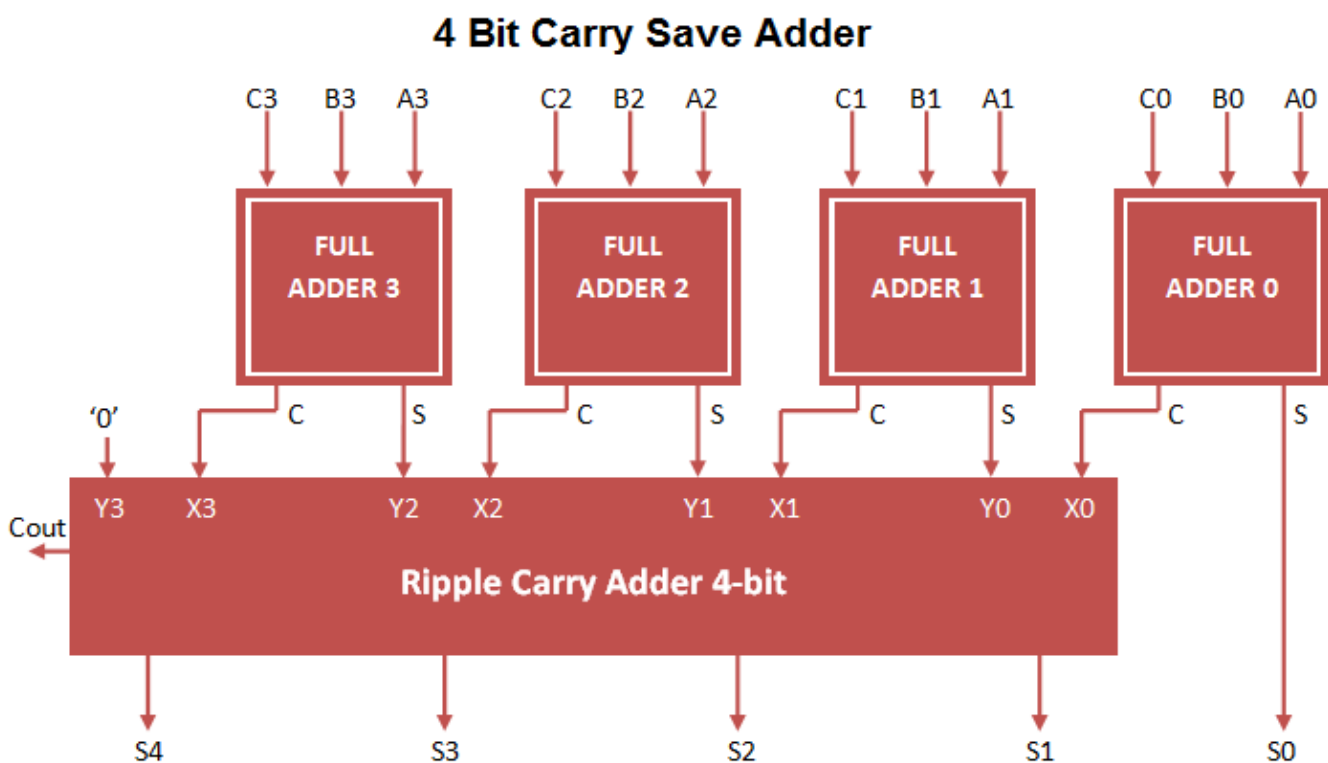 4 Bit Carry Save Adder
C3 B3 A3 C2 B2 A2 C1 B1 A1 C0 B0 A0
FULL
ADDER 3
FULL
ADDER 2
FULL
ADDER 1
FULL
ADDER 0
‘0’ C S C S C S C S
Y3 X3 Y2 X2 Y1 X1 Y0 X0
Cout
Ripple Carry Adder 4-bit
S4 S3 S2 S1 S0